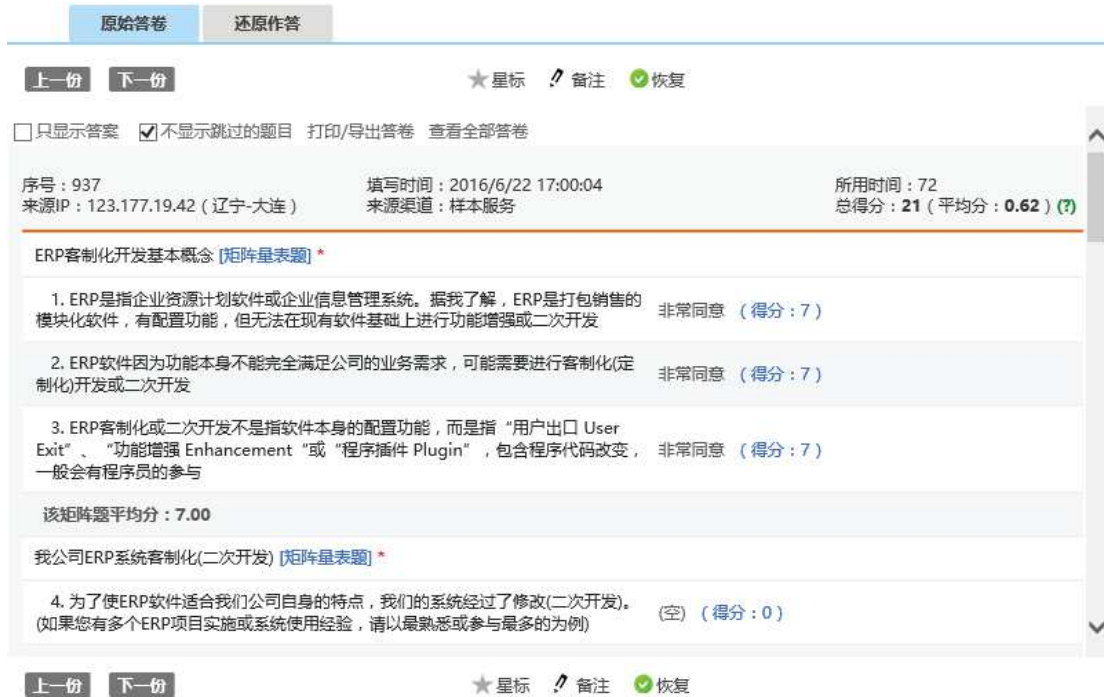 原始答卷 还原作答
上一份 下一份 星标 备注 恢复
只显示答案 不显示跳过的题目 打印/导出答卷 查看全部答卷
序号：937 填写时间：2016/6/22 17:00:04 所用时间：72
来源IP：123.177.19.42（辽宁-大连） 来源渠道：样本服务 总得分：21（平均分：0.62）(?)
ERP客制化开发基本概念 [矩阵量表题] *
1. ERP是指企业资源计划软件或企业信息管理系统。据我了解，ERP是打包销售的
模块化软件，有配置功能，但无法在现有软件基础上进行功能增强或二次开发
非常同意 （得分：7）
2. ERP软件因为功能本身不能完全满足公司的业务需求，可能需要进行客制化(定
制化)开发或二次开发
非常同意 （得分：7）
3. ERP客制化或二次开发不是指软件本身的配置功能，而是指“用户出口 User
Exit”、“功能增强 Enhancement“或“程序插件 Plugin”，包含程序代码改变，
一般会有程序员的参与
非常同意 （得分：7）
该矩阵题平均分：7.00
我公司ERP系统客制化(二次开发) [矩阵量表题] *
4. 为了使ERP软件适合我们公司自身的特点，我们的系统经过了修改(二次开发)。
(如果您有多个ERP项目实施或系统使用经验，请以最熟悉或参与最多的为例)
(空) （得分：0）
上一份 下一份 星标 备注 恢复